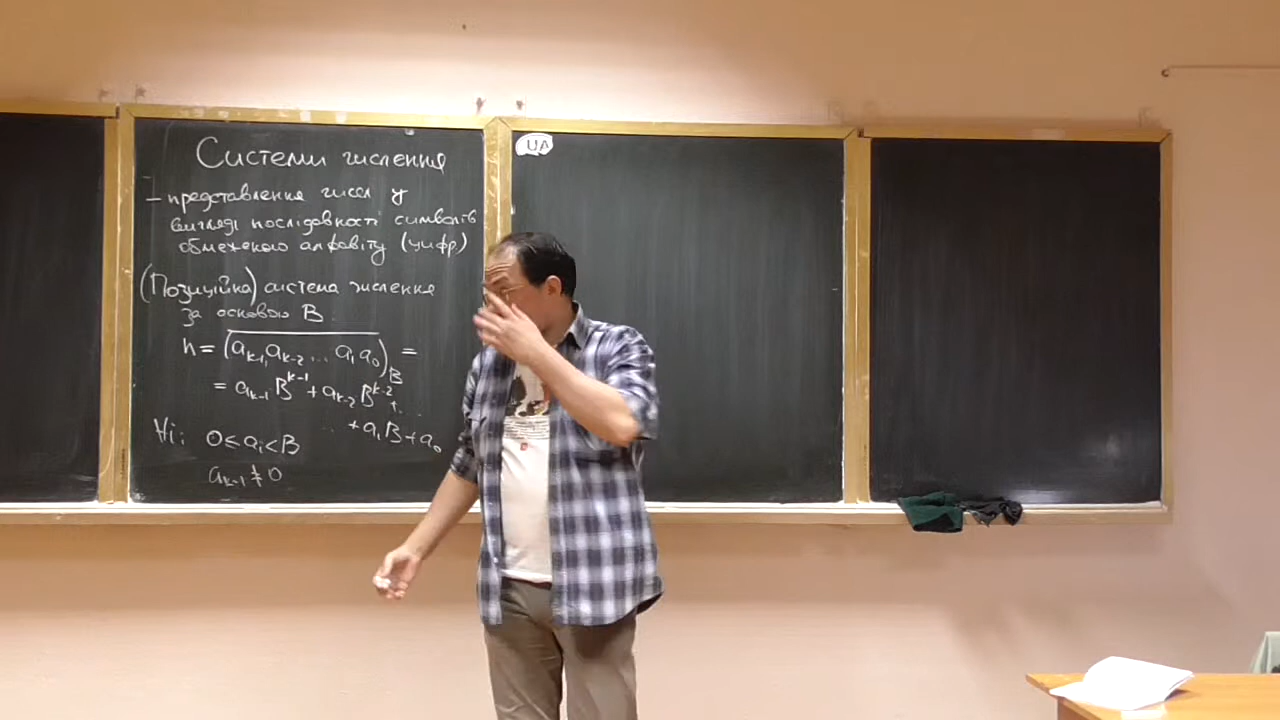 Системи числення
– представлення чисел у
вигляді послідовності символів
обмеженого алфавіту (цифр)
(Позиційна) система числення
за основою B
n = (a_{k-1} a_{k-2} ... a_1 a_0)_B =
= a_{k-1} B^{k-1} + a_{k-2} B^{k-2} + ...
... + a_1 B + a_0
∀i: 0 ≤ a_i < B
a_{k-1} ≠ 0
UA